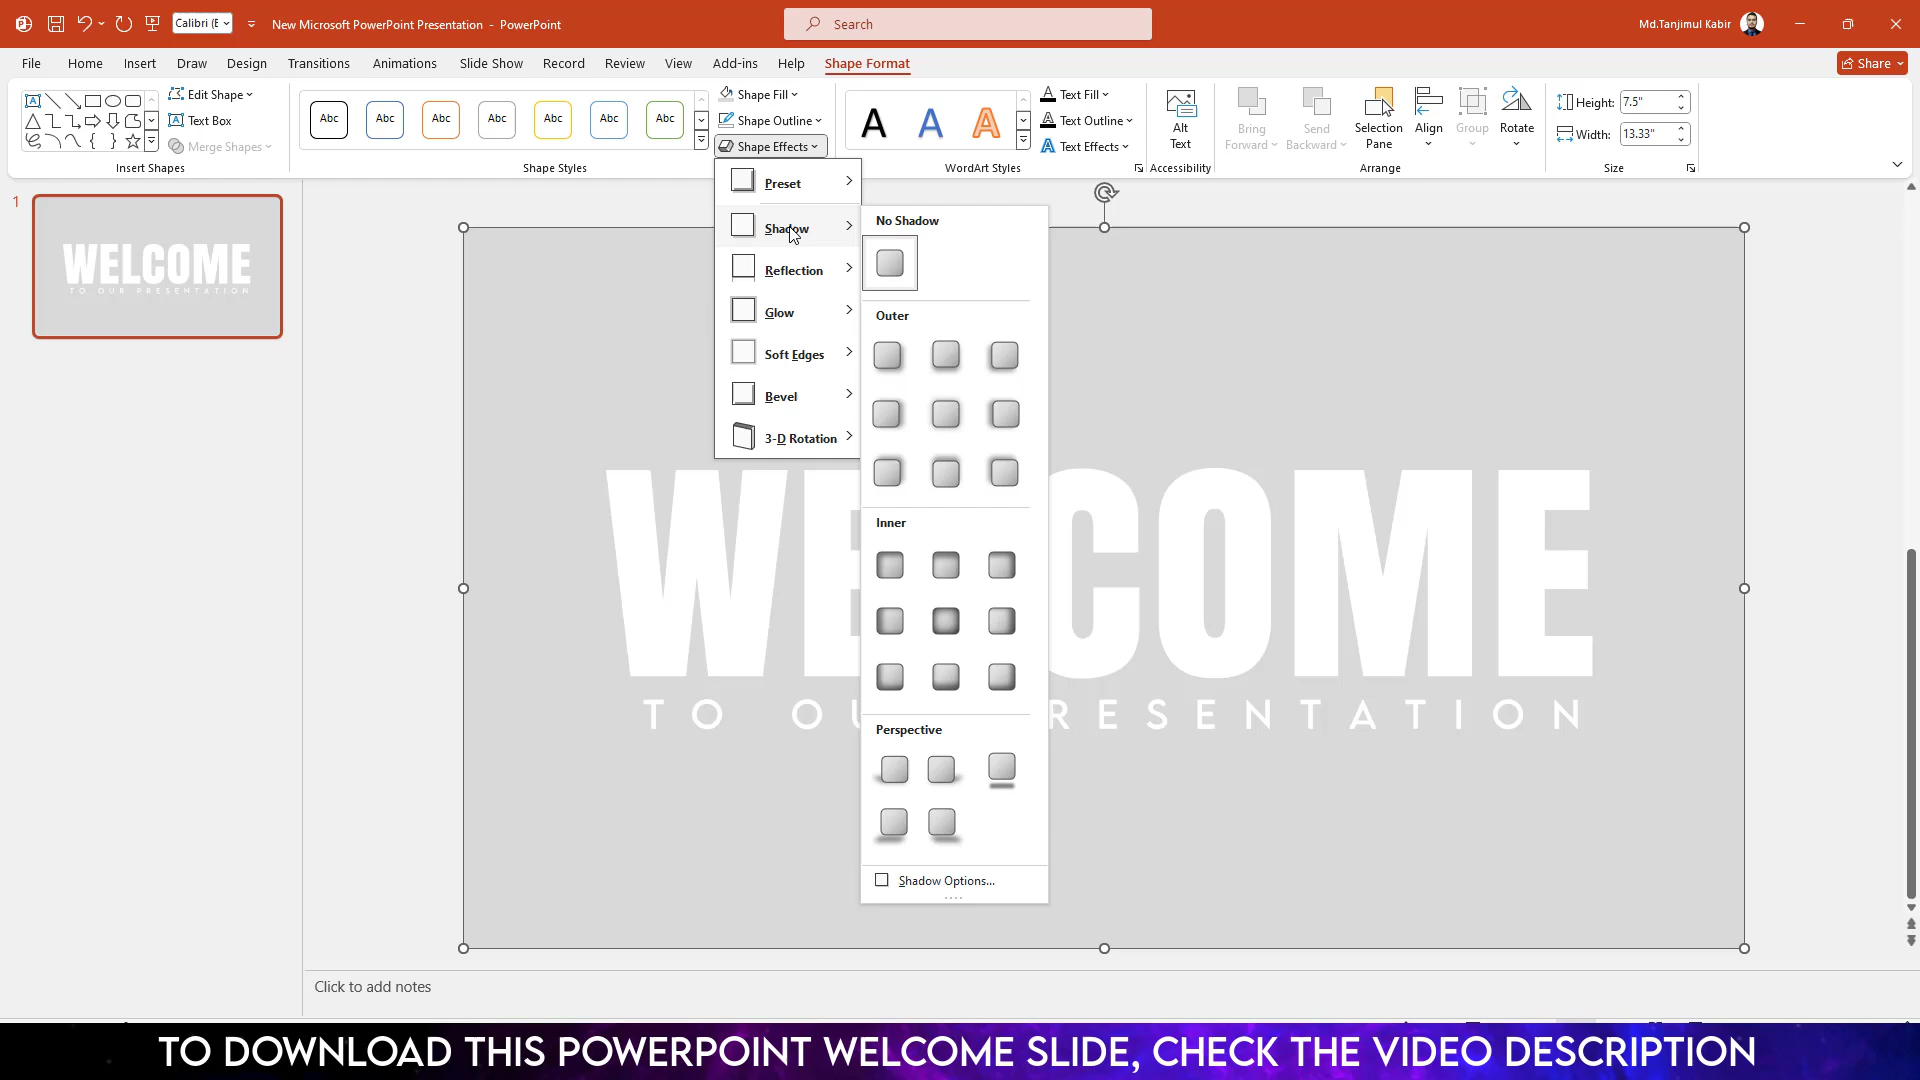 Calibri (E
New Microsoft PowerPoint Presentation - PowerPoint
Search
Md.Tanjimul Kabir
File Home Insert Draw Design Transitions Animations Slide Show Record Review View Add-ins Help Shape Format
Share
Edit Shape
Text Box
Merge Shapes
Insert Shapes
Abc Abc Abc Abc Abc Abc Abc
Shape Styles
Shape Fill
Shape Outline
Shape Effects
A A A
Text Fill
Text Outline
Text Effects
WordArt Styles
Alt Text
Accessibility
Bring Forward
Send Backward
Selection Pane
Align
Group
Rotate
Arrange
Height: 7.5"
Width: 13.33"
Size
Preset
Shadow
Reflection
Glow
Soft Edges
Bevel
3-D Rotation
No Shadow
Outer
Inner
Perspective
Shadow Options...
1
WELCOME
TO OUR PRESENTATION
WE COME
TO OU RESENTATION
Click to add notes
TO DOWNLOAD THIS POWERPOINT WELCOME SLIDE, CHECK THE VIDEO DESCRIPTION